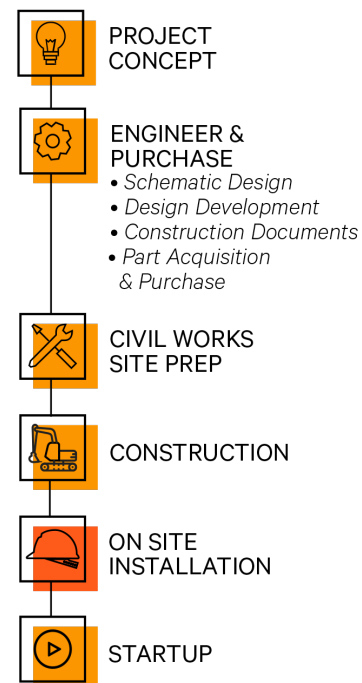 PROJECT
CONCEPT
ENGINEER &
PURCHASE
• Schematic Design
• Design Development
• Construction Documents
• Part Acquisition
& Purchase
CIVIL WORKS
SITE PREP
CONSTRUCTION
ON SITE
INSTALLATION
STARTUP